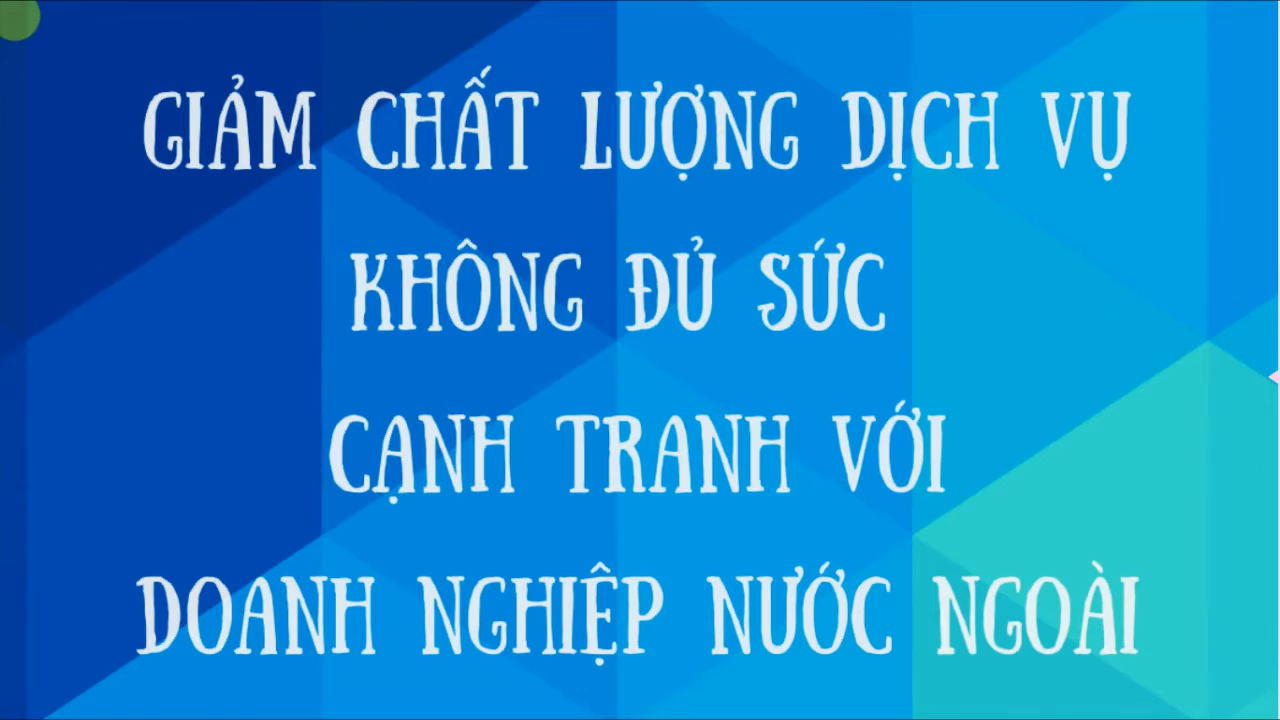 GIẢM CHẤT LƯỢNG DỊCH VỤ
KHÔNG ĐỦ SỨC
CẠNH TRANH VỚI
DOANH NGHIỆP NƯỚC NGOÀI